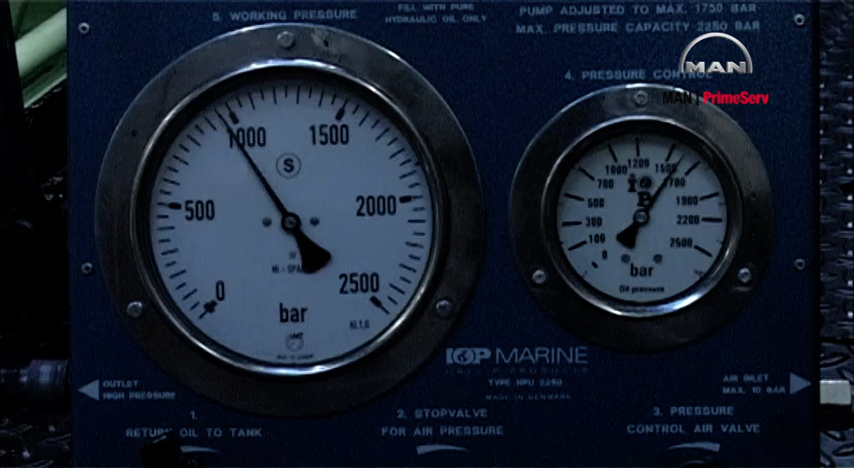 5. WORKING PRESSURE
FILL WITH PURE
HYDRAULIC OIL ONLY
PUMP ADJUSTED TO MAX. 1750 BAR
MAX. PRESSURE CAPACITY 2250 BAR
MAN
4. PRESSURE CONTROL
MAN | PrimeServ
1000
1500
S
500
2000
0
2500
bar
KL.1,0
1000
1200
1500
700
1700
500
1900
300
2200
100
2500
0
bar
Oil pressure
IOP MARINE
TYPE HPU 2250
MADE IN DENMARK
OUTLET
HIGH PRESSURE
AIR INLET
MAX. 10 BAR
1.
RETURN OIL TO TANK
2. STOPVALVE
FOR AIR PRESSURE
3. PRESSURE
CONTROL AIR VALVE